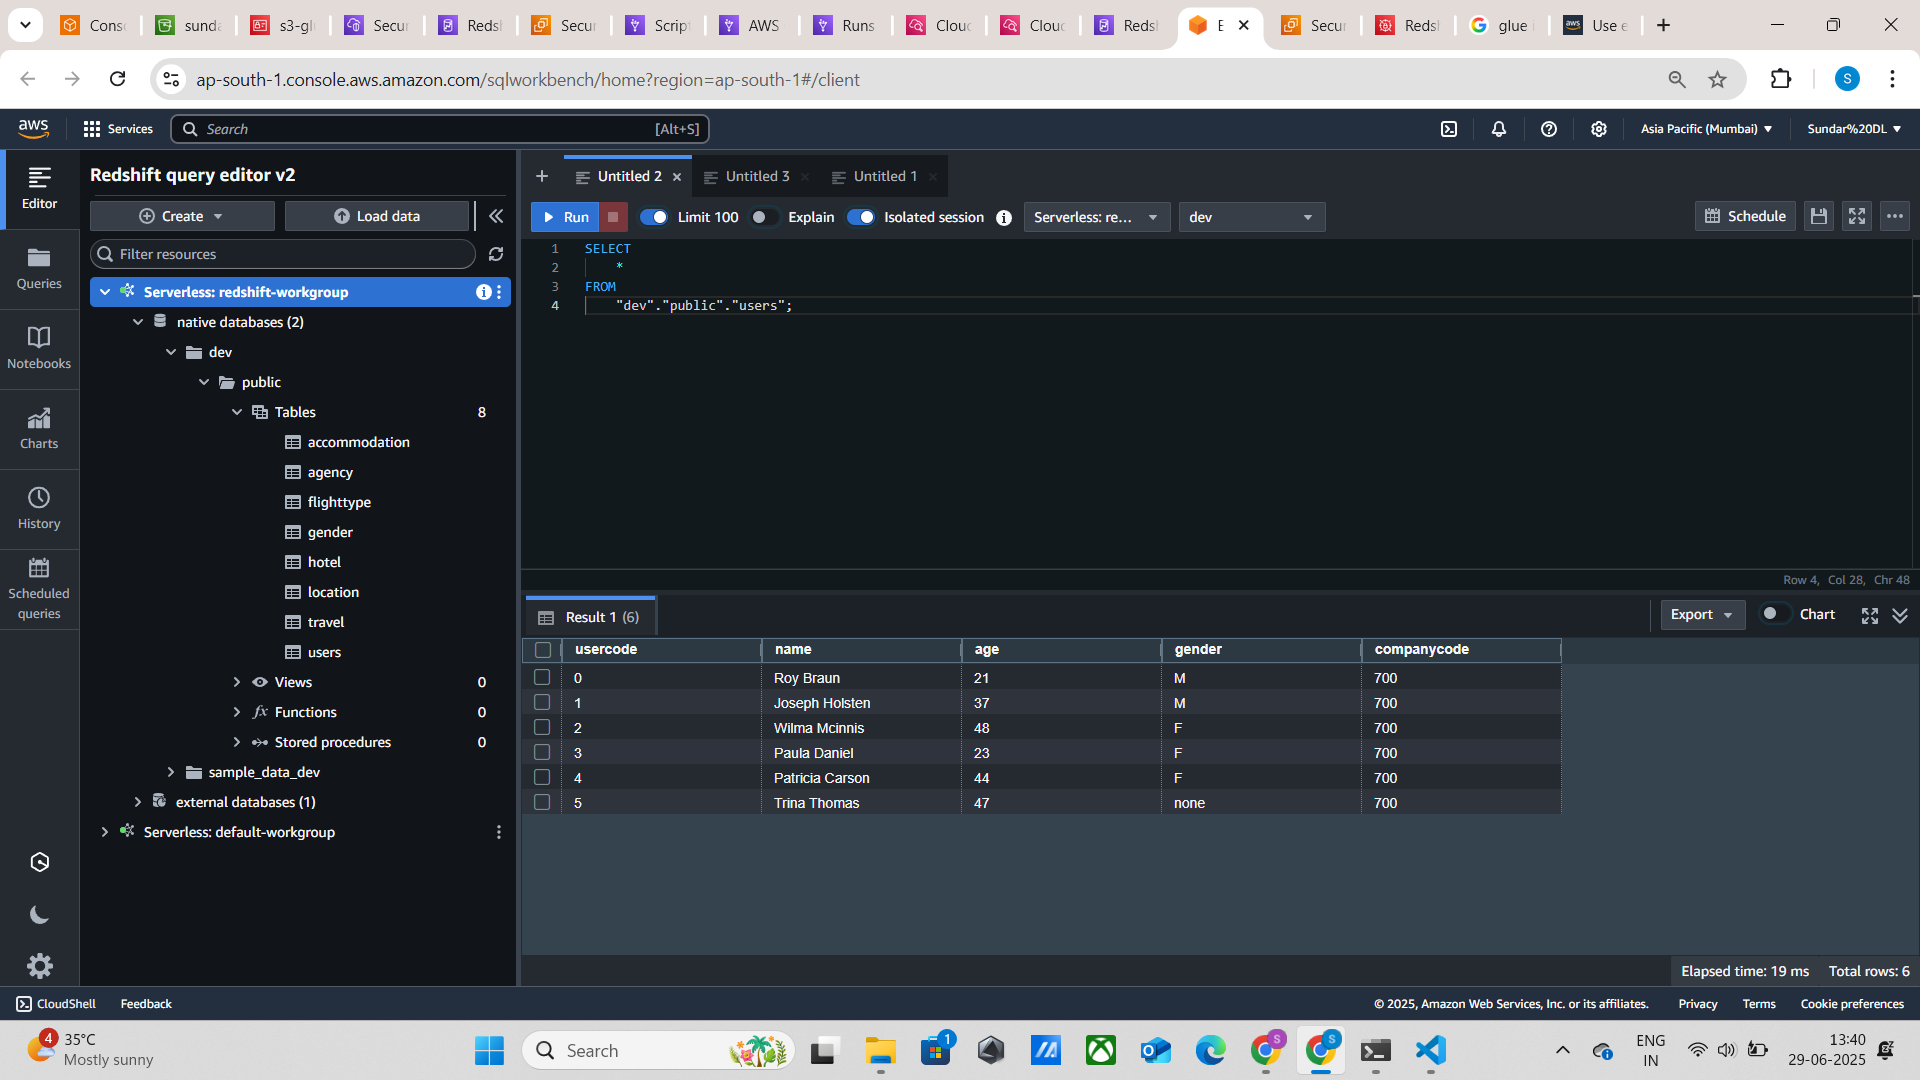 Cons
sunda
s3-gl
Secur
Redsh
Secur
Script
AWS
Runs
Clouc
Clouc
Redsh
E
Secur
Redsh
glue i
Use e
ap-south-1.console.aws.amazon.com/sqlworkbench/home?region=ap-south-1#/client
S
aws
Services
Search
[Alt+S]
Asia Pacific (Mumbai)
Sundar%20DL
Editor
Queries
Notebooks
Charts
History
Scheduled
queries
Redshift query editor v2
Create
Load data
Filter resources
Serverless: redshift-workgroup
native databases (2)
dev
public
Tables 8
accommodation
agency
flighttype
gender
hotel
location
travel
users
Views 0
fx Functions 0
Stored procedures 0
sample_data_dev
external databases (1)
Serverless: default-workgroup
Untitled 2
Untitled 3
Untitled 1
Run
Limit 100
Explain
Isolated session
Serverless: re...
dev
Schedule
1 SELECT
2 *
3 FROM
4 "dev"."public"."users";
Row 4, Col 28, Chr 48
Result 1 (6)
Export
Chart
usercode name age gender companycode
0 Roy Braun 21 M 700
1 Joseph Holsten 37 M 700
2 Wilma Mcinnis 48 F 700
3 Paula Daniel 23 F 700
4 Patricia Carson 44 F 700
5 Trina Thomas 47 none 700
Elapsed time: 19 ms Total rows: 6
CloudShell
Feedback
© 2025, Amazon Web Services, Inc. or its affiliates.
Privacy
Terms
Cookie preferences
4
35°C
Mostly sunny
Search
1
S
S
ENG
IN
13:40
29-06-2025